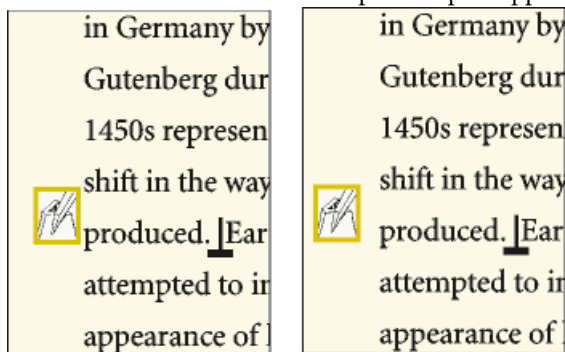 in Germany by
Gutenberg dur
1450s represen
shift in the way
produced. Ear
attempted to
appearance of
in Germany by
Gutenberg dur
1450s represen
shift in the way
produced. Ear
attempted to
appearance of